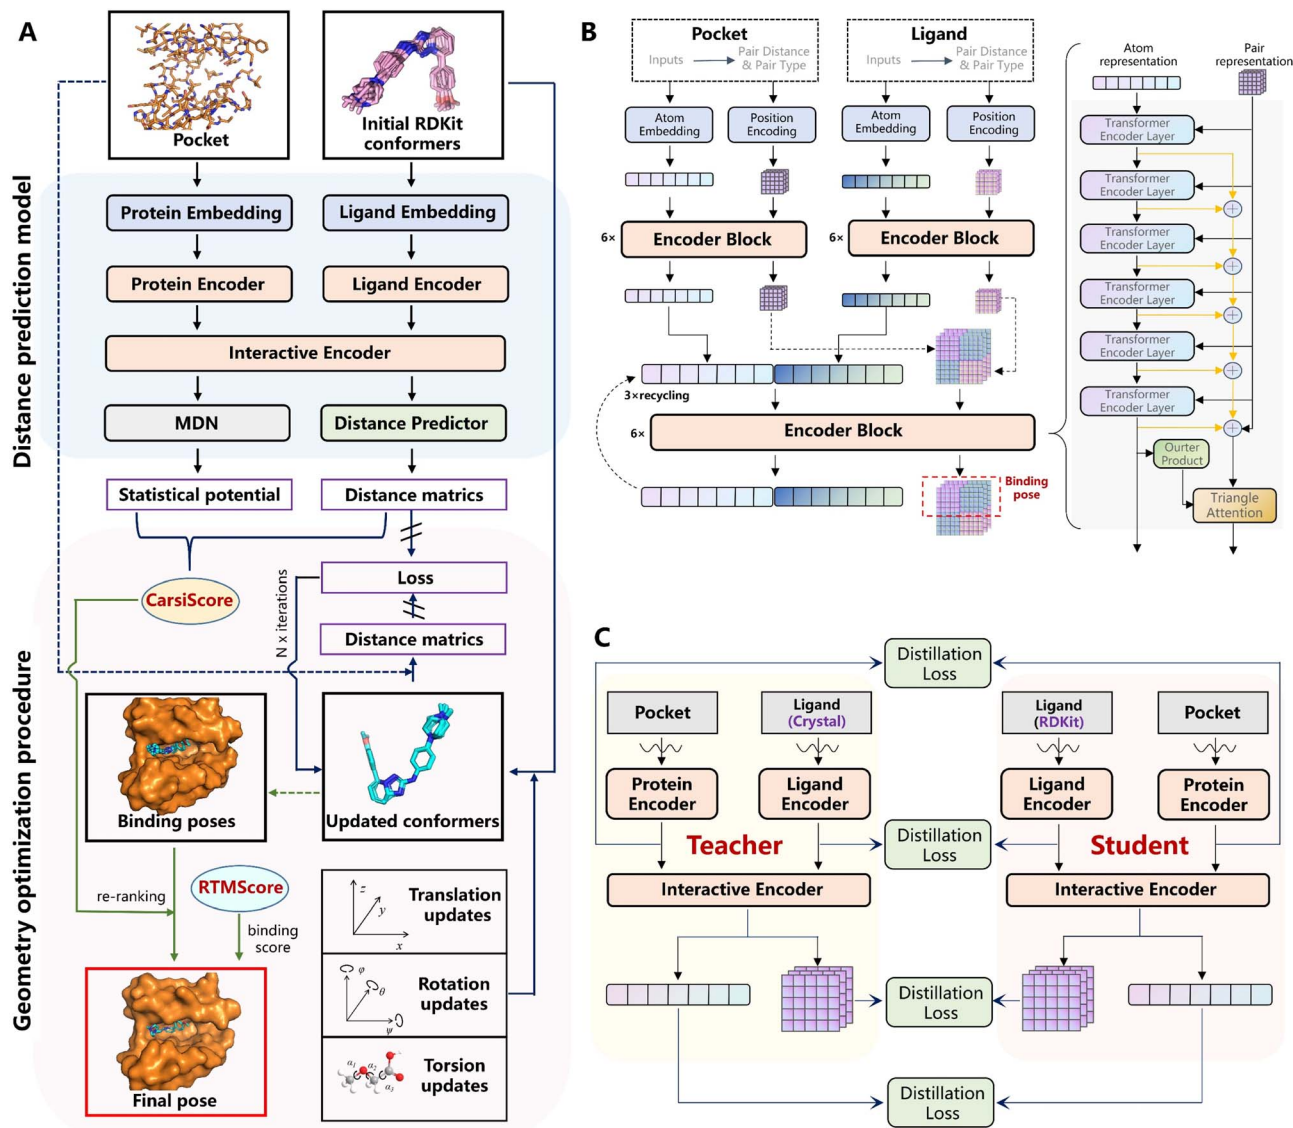 A
Pocket
Initial RDKit
conformers
Distance prediction model
Protein Embedding
Ligand Embedding
Protein Encoder
Ligand Encoder
Interactive Encoder
MDN
Distance Predictor
Statistical potential
Distance matrics
Geometry optimization procedure
CarsiScore
N x iterations
Loss
Distance matrics
Binding poses
Updated conformers
re-ranking
RTMScore
binding
score
Final pose
z
y
x
Translation
updates
φ
θ
ψ
Rotation
updates
α1
α2
α3
Torsion
updates
B
Pocket
Inputs
Pair Distance
& Pair Type
Ligand
Inputs
Pair Distance
& Pair Type
Atom
Embedding
Position
Encoding
Atom
Embedding
Position
Encoding
6×
Encoder Block
6×
Encoder Block
3×recycling
6×
Encoder Block
Binding
pose
Atom
representation
Pair
representation
Transformer
Encoder Layer
Transformer
Encoder Layer
Transformer
Encoder Layer
Transformer
Encoder Layer
Transformer
Encoder Layer
Transformer
Encoder Layer
Ourter
Product
Triangle
Attention
C
Distillation
Loss
Pocket
Ligand
(Crystal)
Ligand
(RDKit)
Pocket
Protein
Encoder
Ligand
Encoder
Ligand
Encoder
Protein
Encoder
Teacher
Distillation
Loss
Student
Interactive Encoder
Interactive Encoder
Distillation
Loss
Distillation
Loss